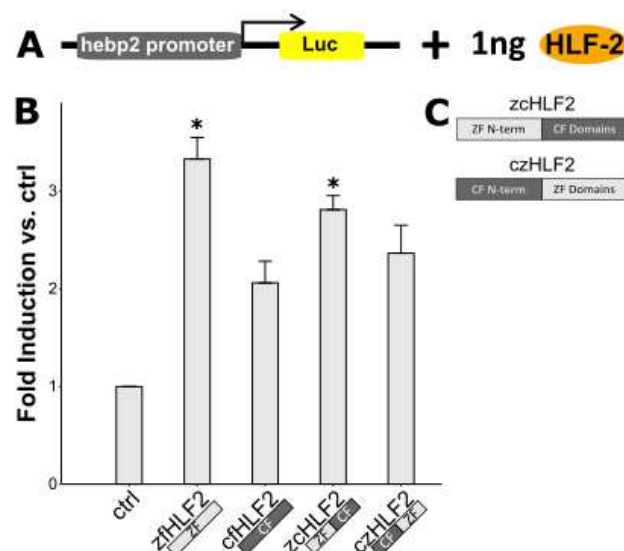 A
hebp2 promoter
Luc
+ 1ng
HLF-2
B
Fold Induction vs. ctrl
3
2
1
0
*
*
ctrl
zfHLF2
ZF
cfHLF2
CF
zcHLF2
ZF CF
czHLF2
CF ZF
C
zcHLF2
ZF N-term CF Domains
czHLF2
CF N-term ZF Domains